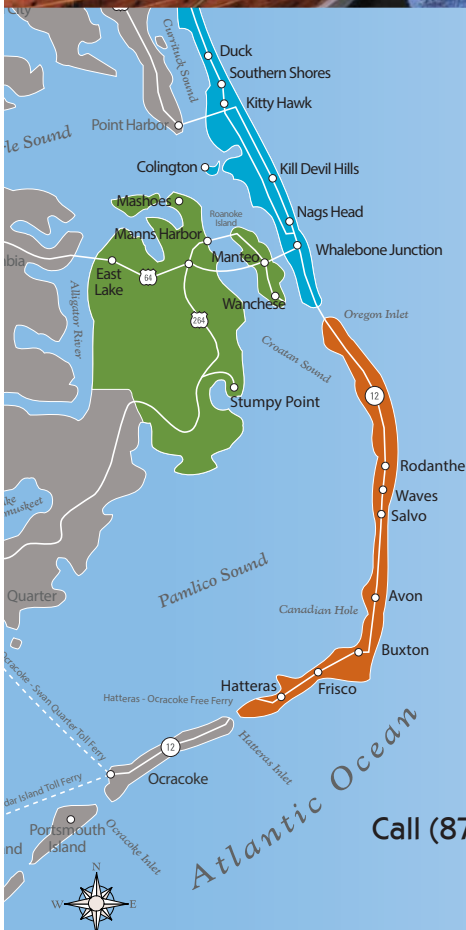 City
64
Duck
Currituck Sound
Southern Shores
Kitty Hawk
Point Harbor
Sound
Colington
Kill Devil Hills
Mashoes
Roanoke
Island
Nags Head
Manns Harbor
Manteo
Whalebone Junction
East
Lake
64
Wanchese
Alligator River
264
Oregon Inlet
Croatan Sound
12
Stumpy Point
Rodanthe
Waves
Salvo
Pamlico Sound
Quarter
Canadian Hole
Avon
Buxton
Frisco
Hatteras
Hatteras - Ocracoke Free Ferry
Ocracoke - Swan Quarter Toll Ferry
12
Hatteras Inlet
Ocracoke
Island Toll Ferry
Portsmouth
Island
Ocracoke Inlet
Atlantic Ocean
Call (87
N
W
E